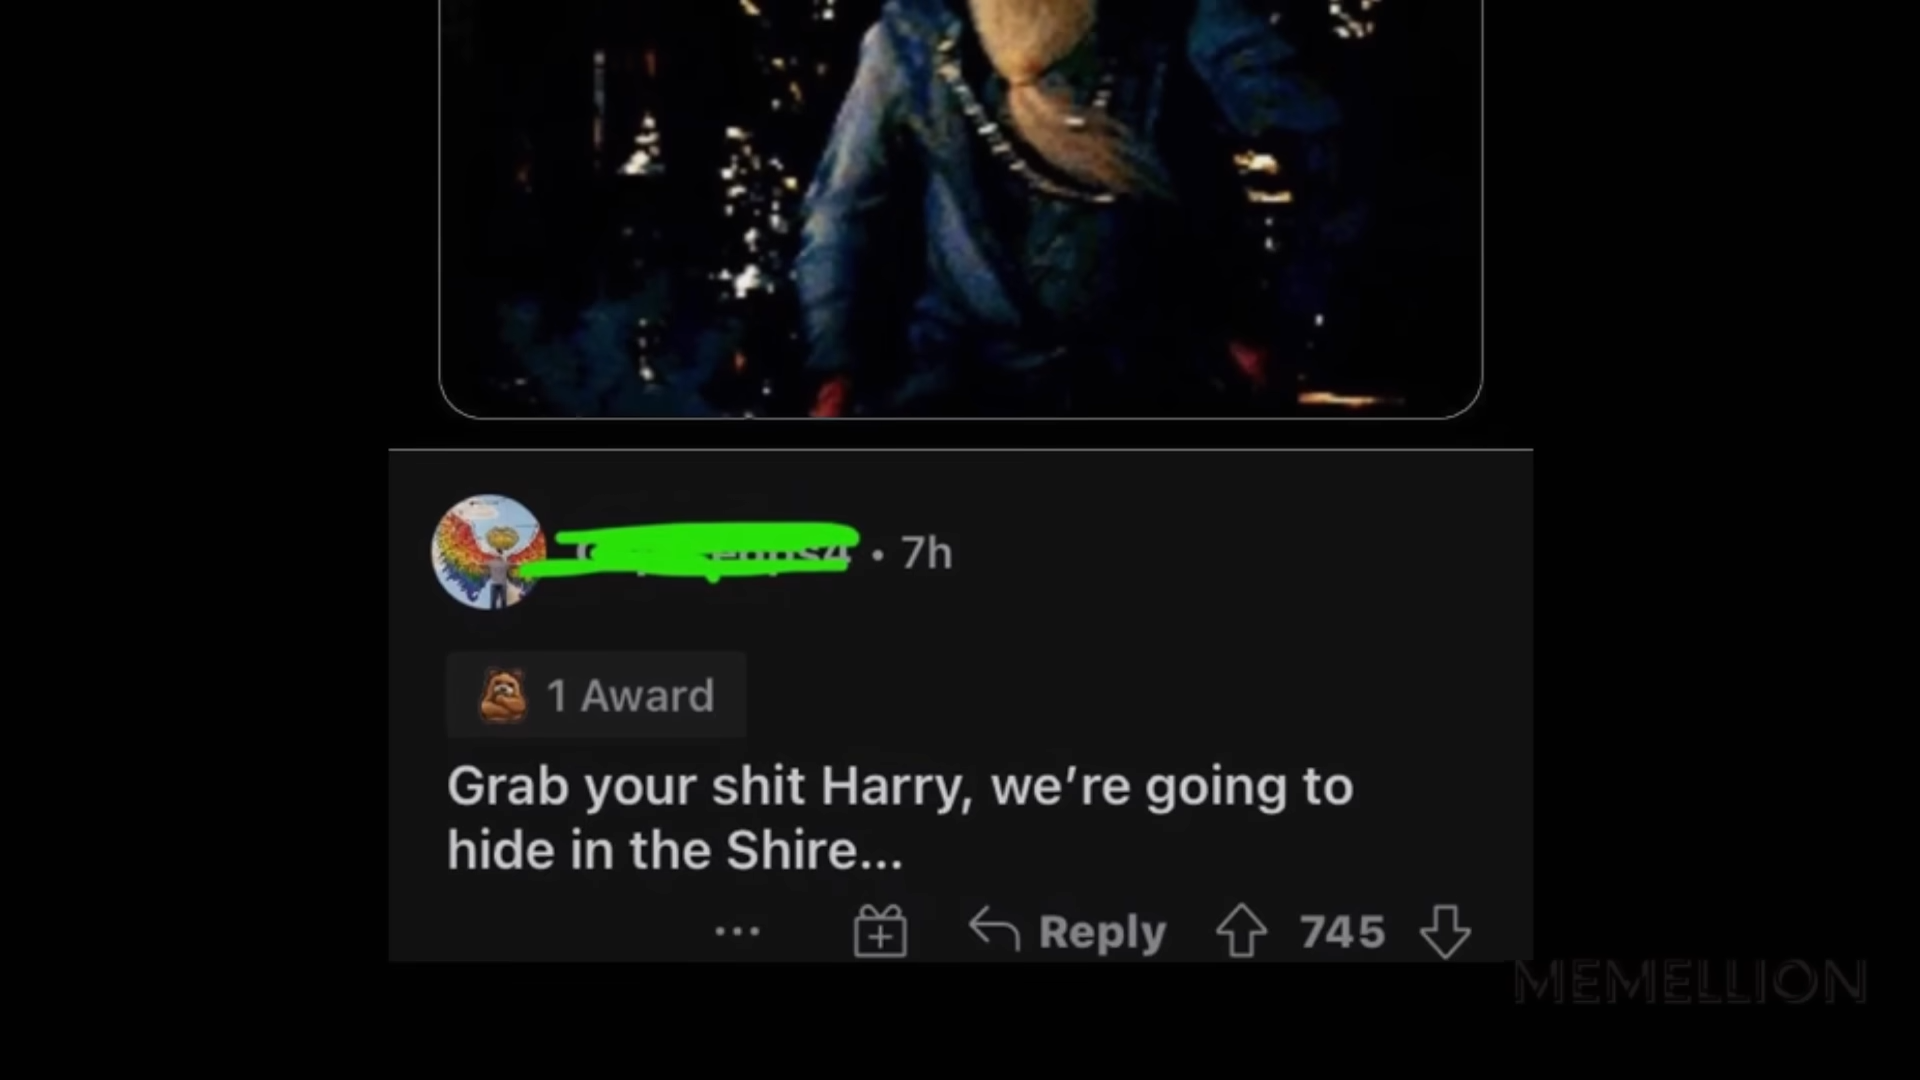 • 7h
1 Award
Grab your shit Harry, we’re going to
hide in the Shire...
Reply 745
MEMELLION